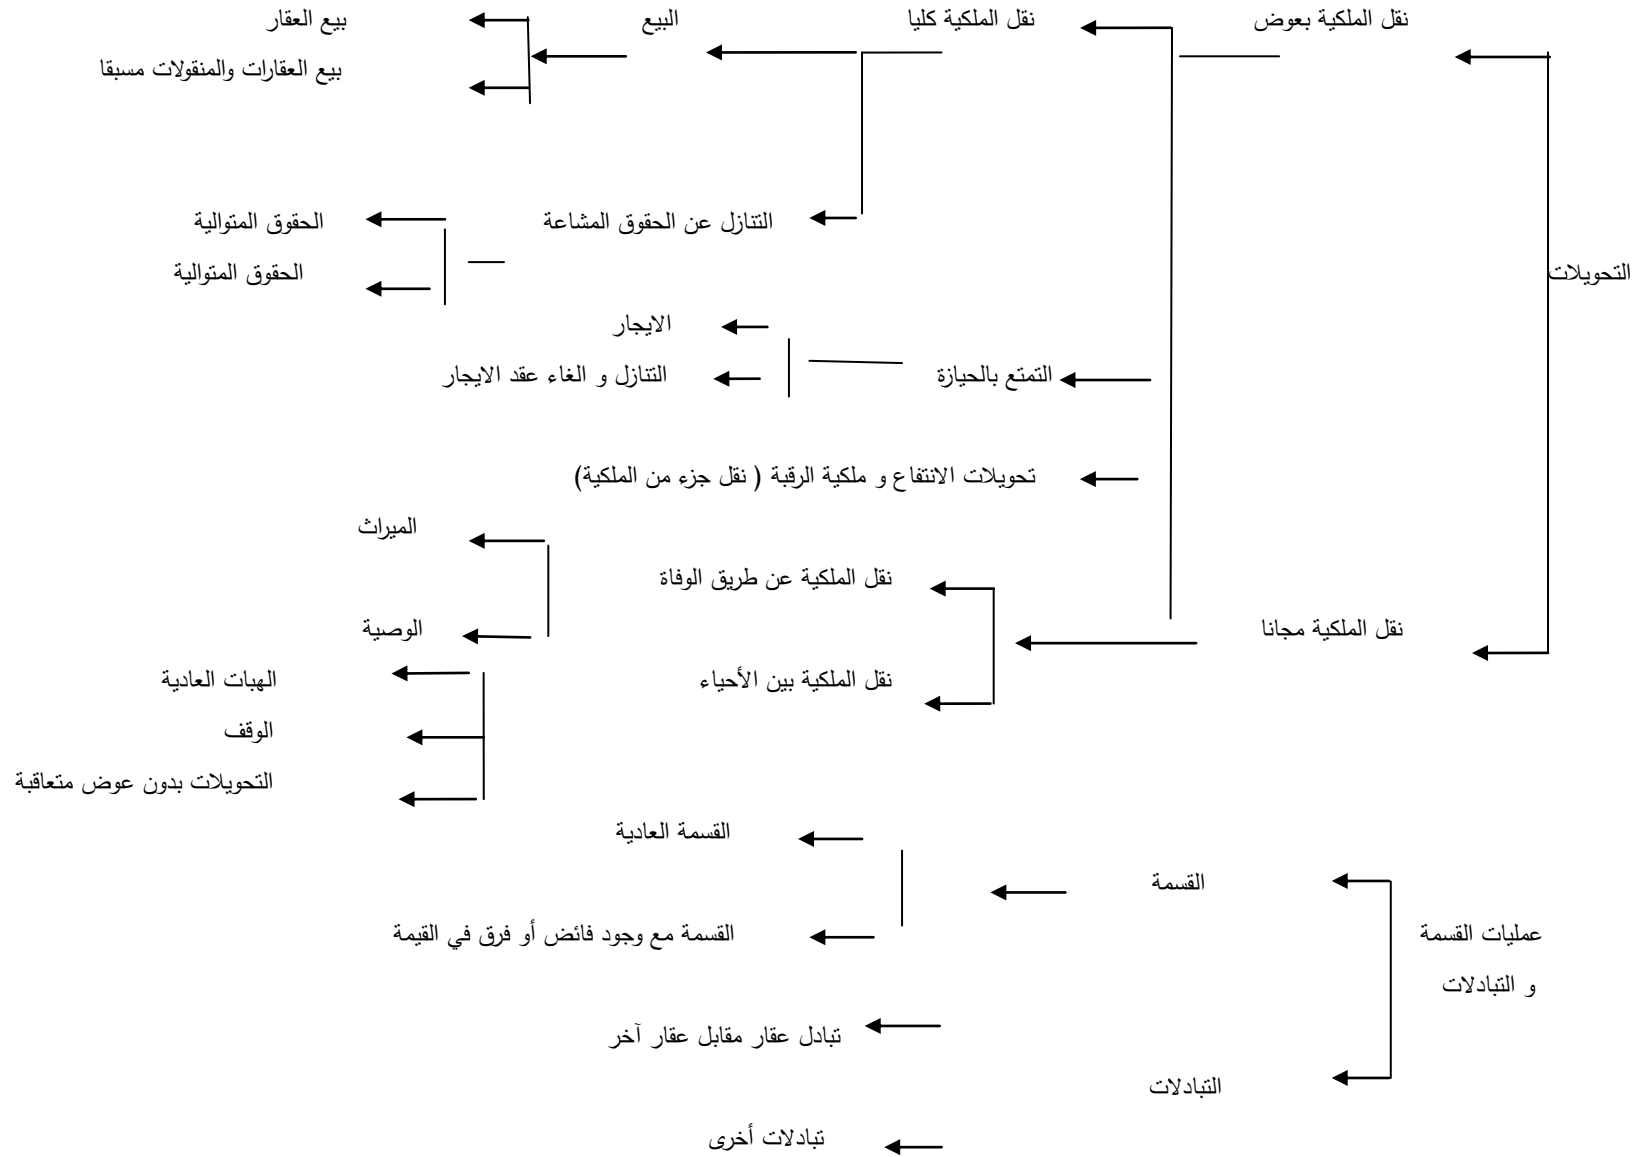 نقل الملكية بعوض
نقل الملكية كليا
البيع
بيع العقار
بيع العقارات والمنقولات مسبقا
التنازل عن الحقوق المشاعة
الحقوق المتوالية
الحقوق المتوالية
التحويلات
الايجار
التمتع بالحيازة
التنازل و الغاء عقد الايجار
تحويلات الانتفاع و ملكية الرقبة ( نقل جزء من الملكية)
الميراث
نقل الملكية عن طريق الوفاة
نقل الملكية مجانا
الوصية
نقل الملكية بين الأحياء
الهبات العادية
الوقف
التحويلات بدون عوض متعاقبة
القسمة العادية
القسمة
عمليات القسمة
و التبادلات
القسمة مع وجود فائض أو فرق في القيمة
تبادل عقار مقابل عقار آخر
التبادلات
تبادلات أخرى